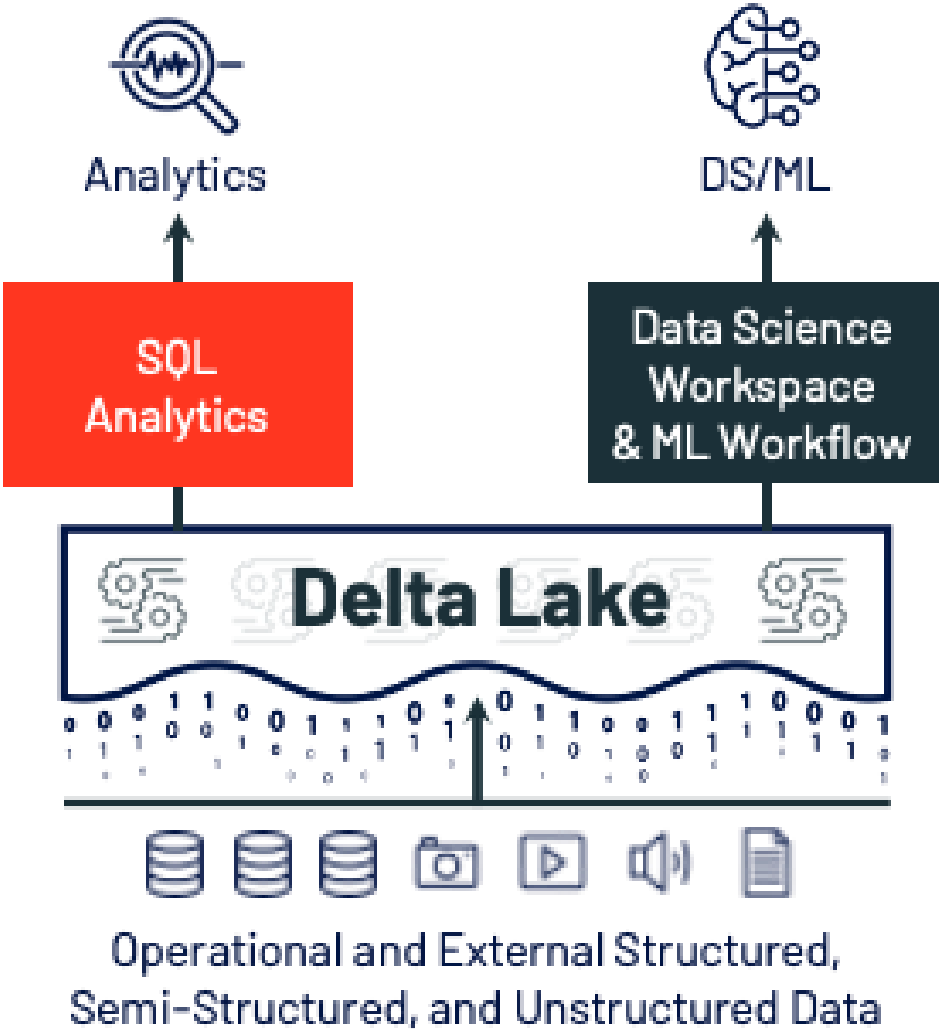 Analytics
DS/ML
SQL
Analytics
Data Science
Workspace
& ML Workflow
Delta Lake
Operational and External Structured,
Semi-Structured, and Unstructured Data